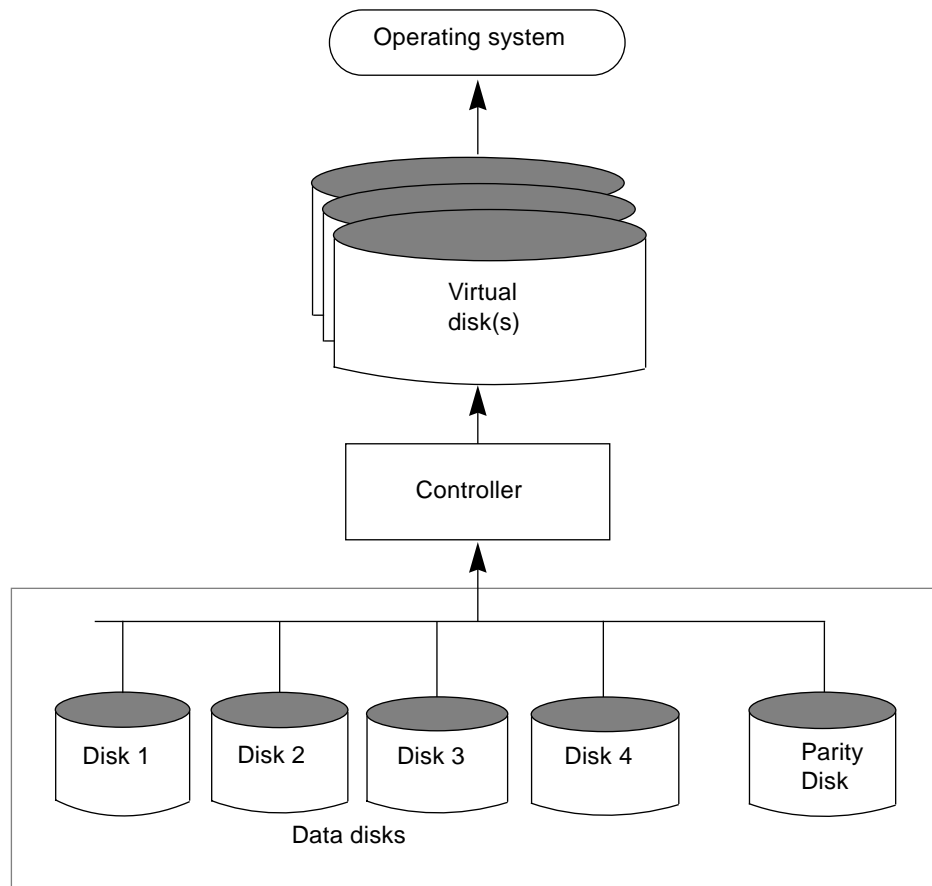 Operating system
Virtual
disk(s)
Controller
Disk 1
Disk 2
Disk 3
Disk 4
Parity
Disk
Data disks